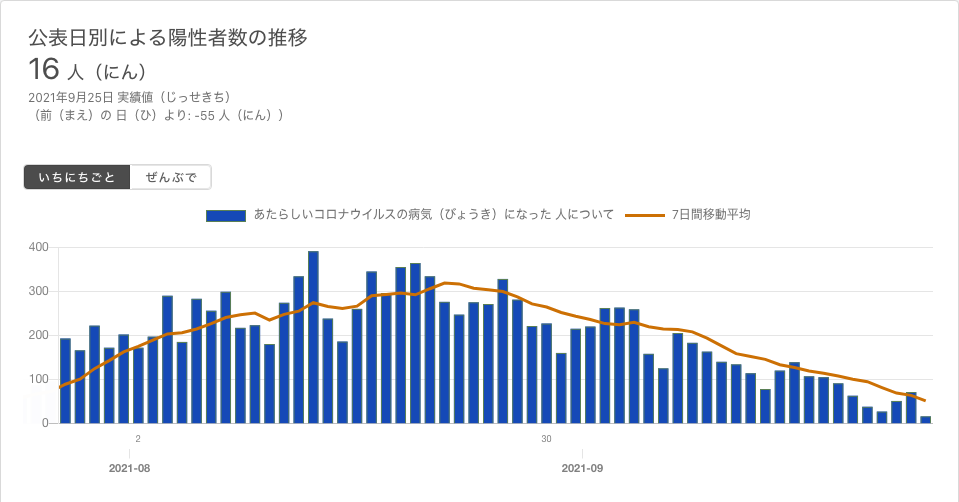 公表日別による陽性者数の推移
16 人（にん）
2021年9月25日 実績値（じっせきち）
（前（まえ）の 日（ひ）より: -55 人（にん））
いちにちごと ぜんぶで
あたらしいコロナウイルスの病気（びょうき）になった 人について 7日間移動平均
400
300
200
100
0
2 30
2021-08 2021-09